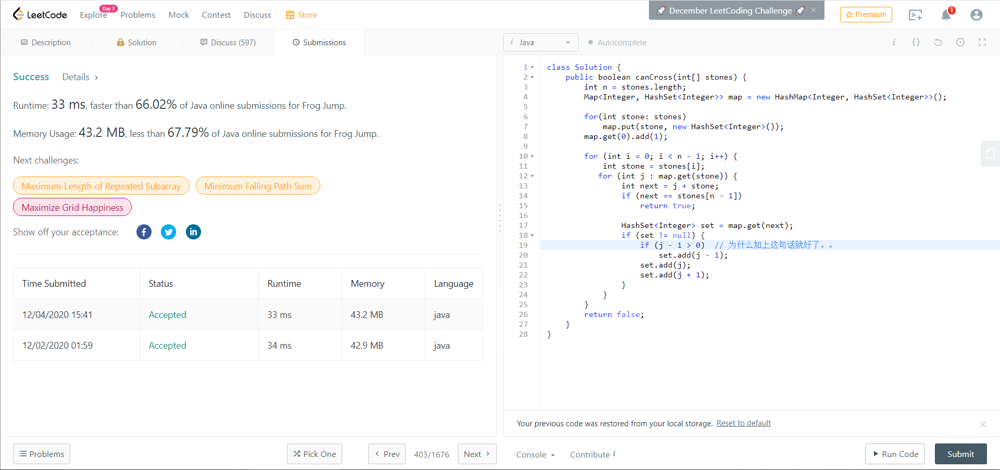 LeetCode
Explore
Day 3
Problems
Mock
Contest
Discuss
Store
🚀 December LeetCoding Challenge 🚀 ×
Premium
1
Description
Solution
Discuss (597)
Submissions
i Java
Autocomplete
i
{}
Success
Details
Runtime: 33 ms, faster than 66.02% of Java online submissions for Frog Jump.
Memory Usage: 43.2 MB, less than 67.79% of Java online submissions for Frog Jump.
Next challenges:
Maximum Length of Repeated Subarray
Minimum Falling Path Sum
Maximize Grid Happiness
Show off your acceptance:
Time Submitted Status Runtime Memory Language
12/04/2020 15:41 Accepted 33 ms 43.2 MB java
12/02/2020 01:59 Accepted 34 ms 42.9 MB java
1 class Solution {
2 public boolean canCross(int[] stones) {
3 int n = stones.length;
4 Map<Integer, HashSet<Integer>> map = new HashMap<Integer, HashSet<Integer>>();
5
6 for(int stone: stones)
7 map.put(stone, new HashSet<Integer>());
8 map.get(0).add(1);
9
10 for (int i = 0; i < n - 1; i++) {
11 int stone = stones[i];
12 for (int j : map.get(stone)) {
13 int next = j + stone;
14 if (next == stones[n - 1])
15 return true;
16
17 HashSet<Integer> set = map.get(next);
18 if (set != null) {
19 if (j - 1 > 0) // 为什么加上这句话就好了。。
20 set.add(j - 1);
21 set.add(j);
22 set.add(j + 1);
23 }
24 }
25 }
26 return false;
27 }
28 }
Your previous code was restored from your local storage. Reset to default
Problems
Pick One
Prev
403/1676
Next
Console
Contribute i
Run Code
Submit